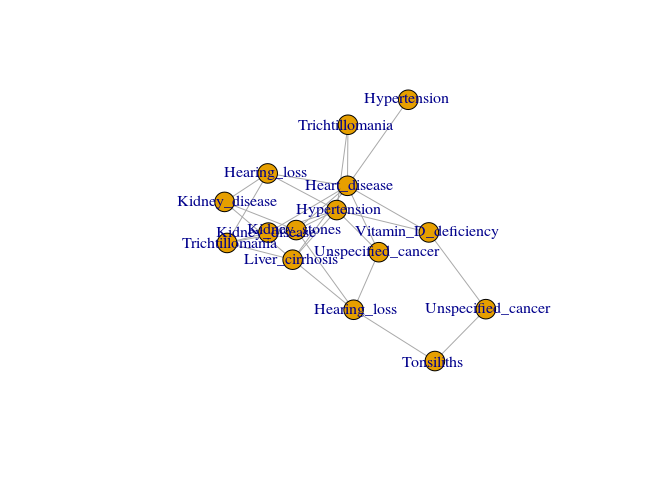 Hypertension
Trichtillomania
Hearing_loss
Heart_disease
Kidney_disease
Hypertension
Kidney_stones
Kidney_disease
Vitamin_D_deficiency
Trichtillomania
Unspecified_cancer
Liver_cirrhosis
Hearing_loss
Unspecified_cancer
Tonsiliths